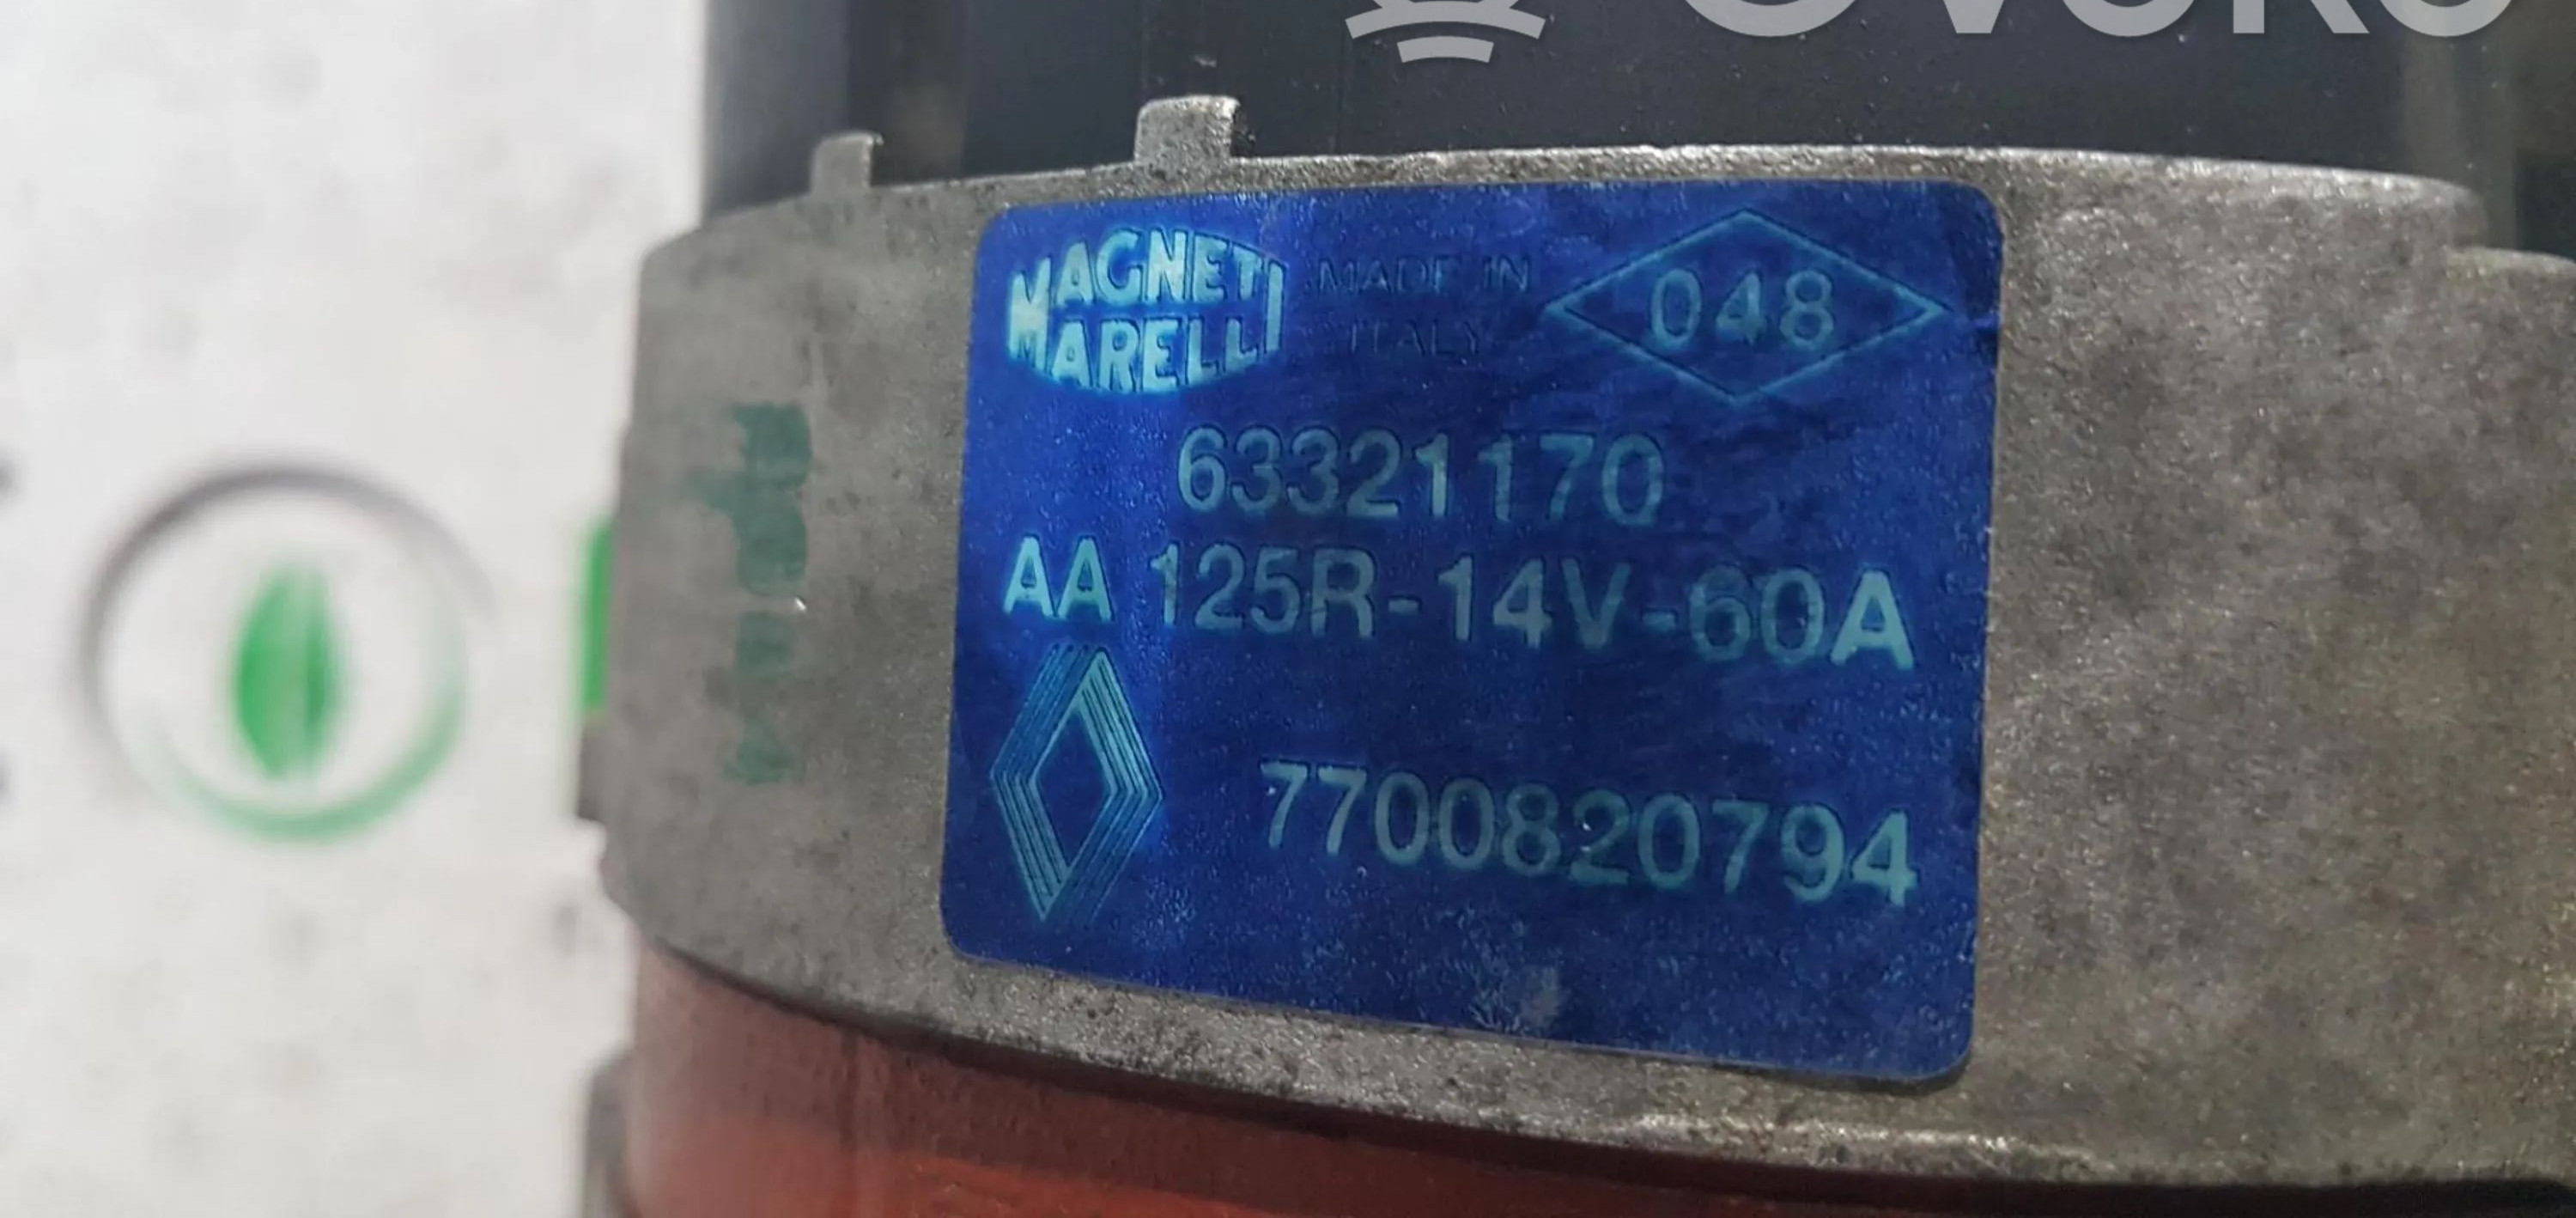 MAGNETI
MARELLI
MADE IN
ITALY
048
63321170
AA 125R-14V-60A
7700820794